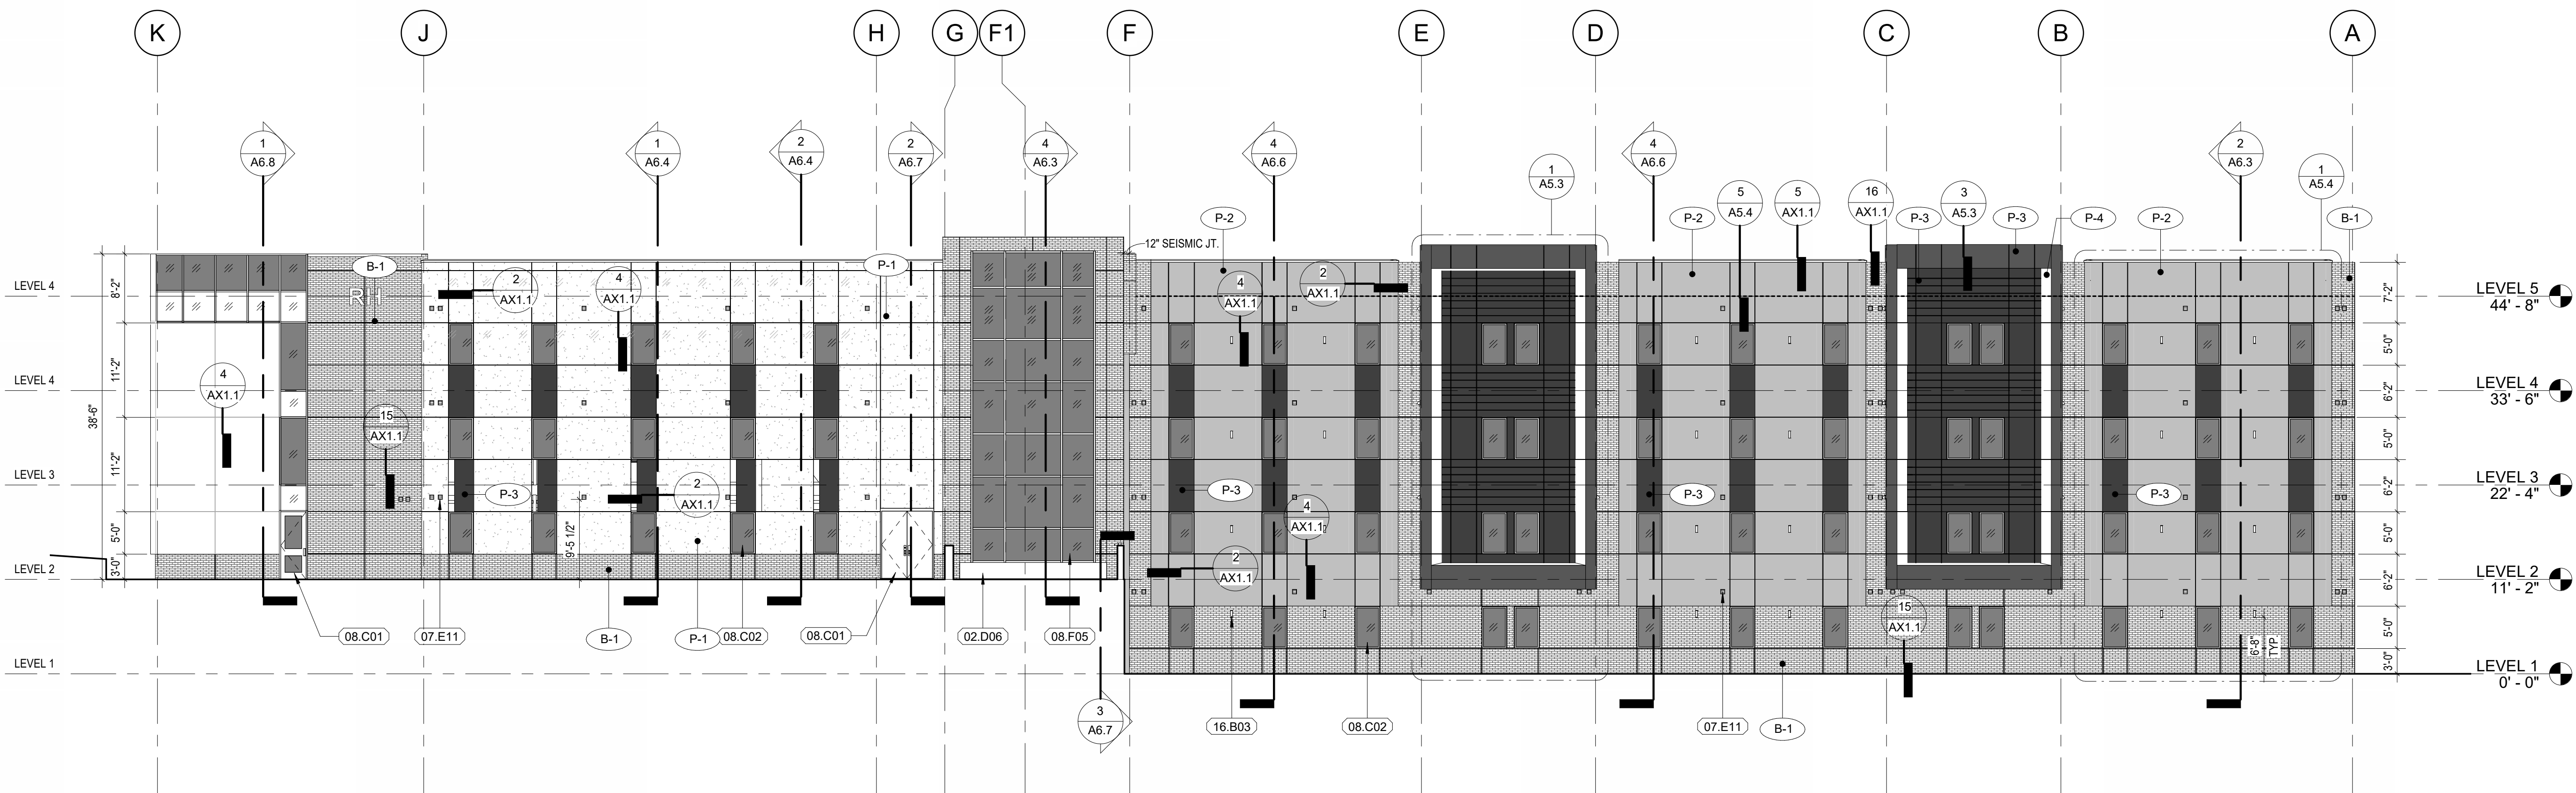 K J H G F1 F E D C B A
1
A6.8
1
A6.4
2
A6.4
2
A6.7
4
A6.3
4
A6.6
4
A6.6
2
A6.3
1
A5.3
1
A5.4
5
A5.4
5
AX1.1
16
AX1.1
3
A5.3
P-2
P-2
P-3
P-3
P-4
P-2
B-1
12" SEISMIC JT.
B-1
P-1
RH
2
AX1.1
4
AX1.1
4
AX1.1
2
AX1.1
LEVEL 4
8'-2"
7'-2"
LEVEL 5
44' - 8"
5'-0"
11'-2"
4
AX1.1
LEVEL 4
6'-2"
LEVEL 4
33' - 6"
38'-6"
15
AX1.1
5'-0"
11'-2"
LEVEL 3
P-3
2
AX1.1
P-3
P-3
P-3
6'-2"
LEVEL 3
22' - 4"
4
AX1.1
5'-0"
9'-5 1/2"
5'-0"
LEVEL 2
3'-0"
2
AX1.1
6'-2"
LEVEL 2
11' - 2"
15
AX1.1
08.C01
07.E11
B-1
P-1
08.C02
08.C01
02.D06
08.F05
6'-8"
TYP.
5'-0"
LEVEL 1
3'-0"
LEVEL 1
0' - 0"
3
A6.7
16.B03
08.C02
07.E11
B-1